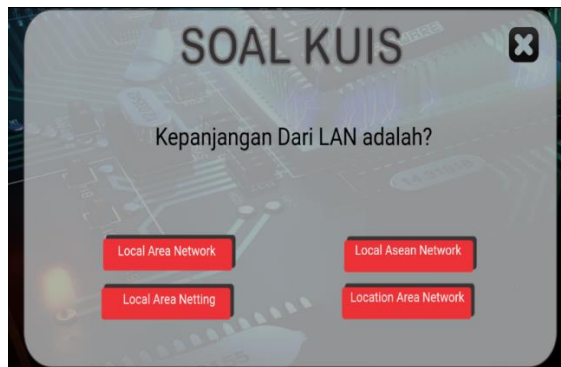 SOAL KUIS
Kepanjangan Dari LAN adalah?
Local Area Network
Local Asean Network
Local Area Netting
Location Area Network